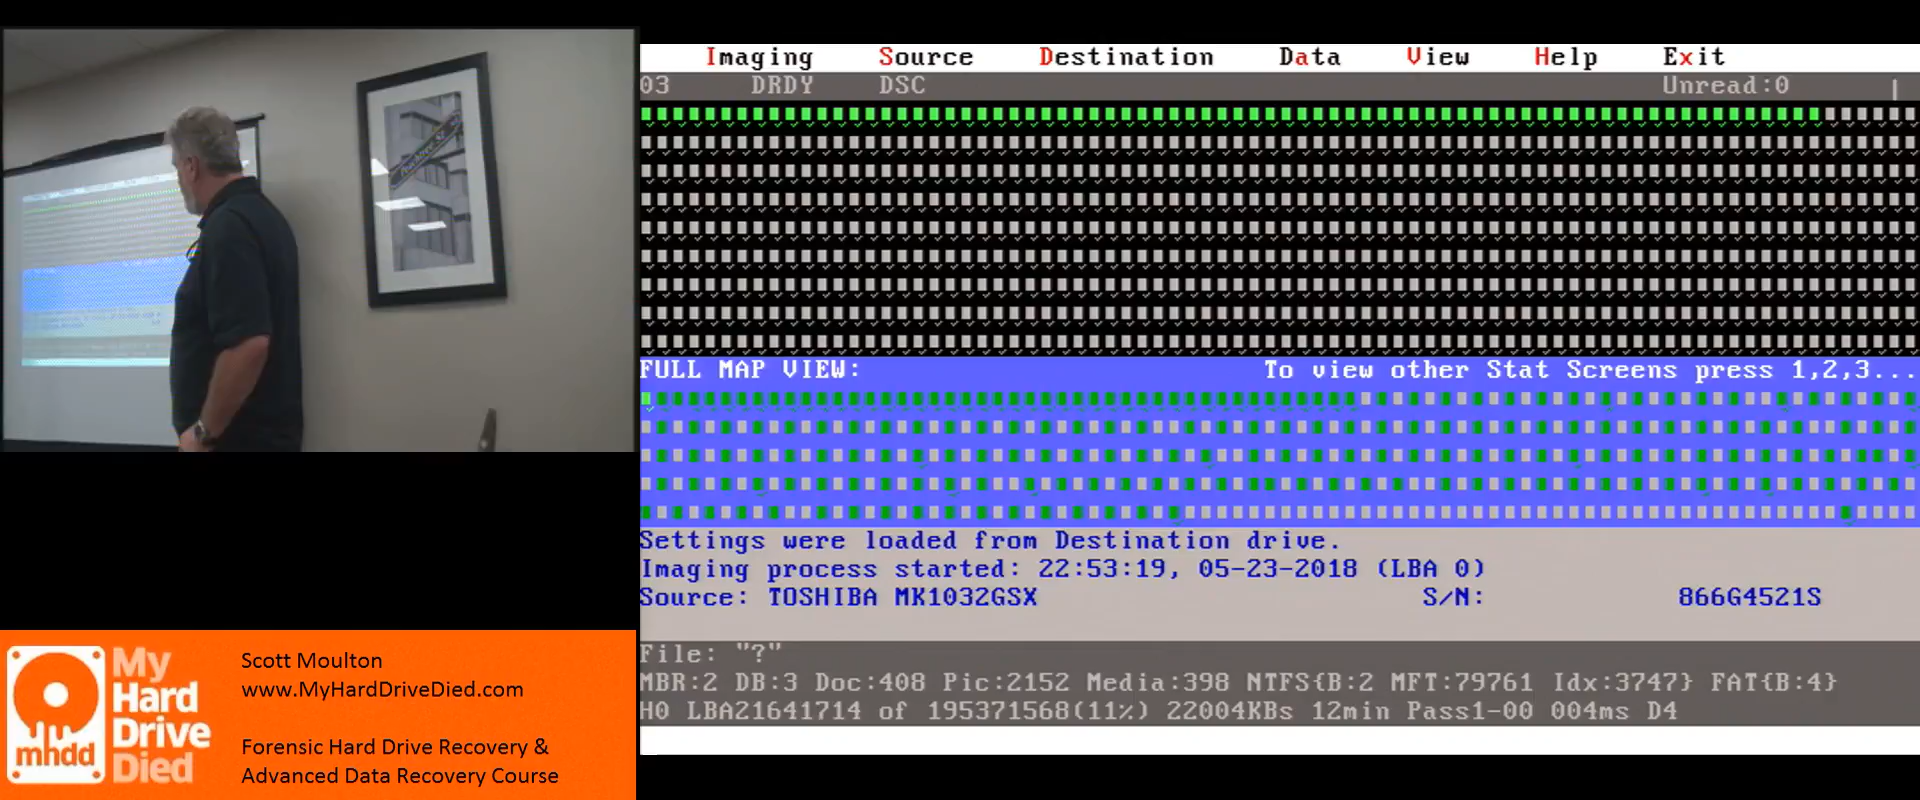 Imaging Source Destination Data View Help Exit
03 DRDY DSC Unread:0
FULL MAP VIEW: To view other Stat Screens press 1,2,3...
Settings were loaded from Destination drive.
Imaging process started: 22:53:19, 05-23-2018 (LBA 0)
Source: TOSHIBA MK1032GSX S/N: 866G4521S
File: "?"
MBR:2 DB:3 Doc:408 Pic:2152 Media:398 NTFS{B:2 MFT:79761 Idx:3747} FAT{B:4}
H0 LBA21641714 of 195371568(11%) 22004KBs 12min Pass1-00 004ms D4
My
Hard
Drive
Died
mhdd
Scott Moulton
www.MyHardDriveDied.com
Forensic Hard Drive Recovery &
Advanced Data Recovery Course